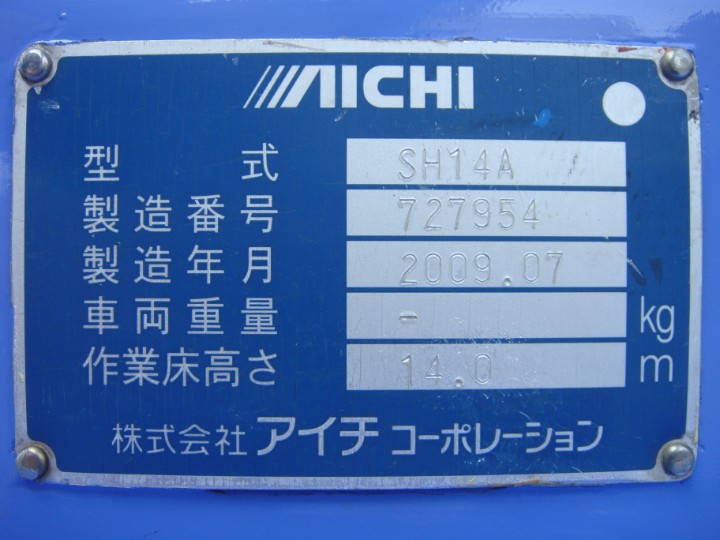 AICHI
型式 SH14A
製造番号 727954
製造年月 2009.07
車両重量 - kg
作業床高さ 14.0 m
株式会社 アイチ コーポレーション